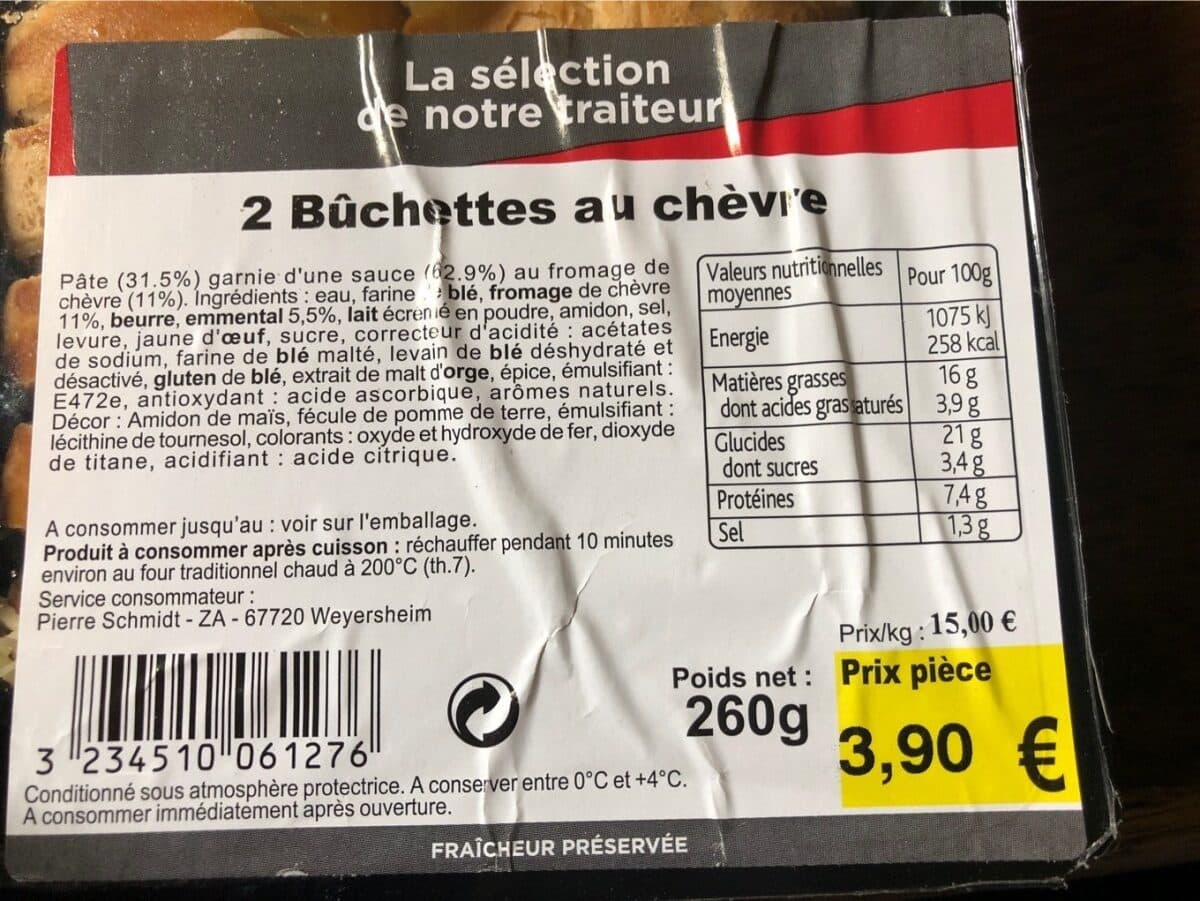 La sélection
de notre traiteur
2 Bûchettes au chèvre
Pâte (31.5%) garnie d'une sauce (62.9%) au fromage de
chèvre (11%). Ingrédients : eau, farine blé, fromage de chèvre
11%, beurre, emmental 5,5%, lait écrémé en poudre, amidon, sel,
levure, jaune d'œuf, sucre, correcteur d'acidité : acétates
de sodium, farine de blé malté, levain de blé déshydraté et
désactivé, gluten de blé, extrait de malt d'orge, épice, émulsifiant :
E472e, antioxydant : acide ascorbique, arômes naturels.
Décor : Amidon de maïs, fécule de pomme de terre, émulsifiant :
lécithine de tournesol, colorants : oxyde et hydroxyde de fer, dioxyde
de titane, acidifiant : acide citrique.
Valeurs nutritionnelles moyennes Pour 100g
Energie 1075 kJ
258 kcal
Matières grasses 16 g
dont acides gras saturés 3,9 g
Glucides 21 g
dont sucres 3,4 g
Protéines 7,4 g
Sel 1,3 g
A consommer jusqu'au : voir sur l'emballage.
Produit à consommer après cuisson : réchauffer pendant 10 minutes
environ au four traditionnel chaud à 200°C (th.7).
Service consommateur :
Pierre Schmidt - ZA - 67720 Weyersheim
Prix/kg : 15,00 €
Poids net : Prix pièce
260g 3,90 €
3 234510 061276
Conditionné sous atmosphère protectrice. A conserver entre 0°C et +4°C.
A consommer immédiatement après ouverture.
FRAÎCHEUR PRÉSERVÉE